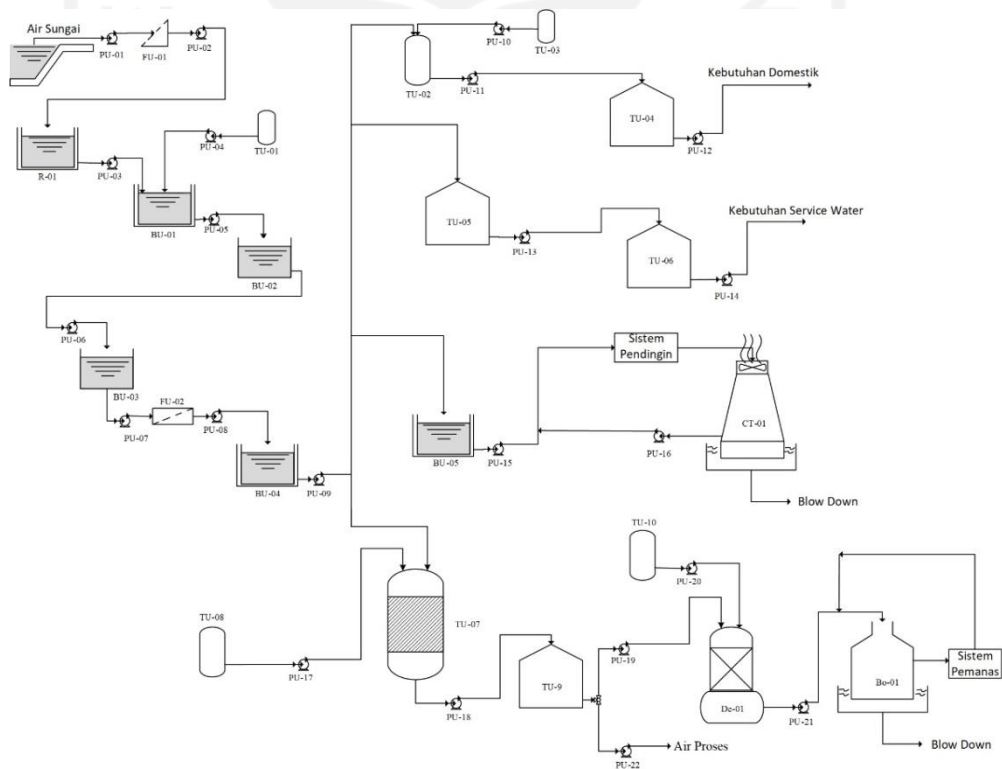 Air Sungai
PU-01
FU-01
PU-02
PU-10
TU-03
TU-02
PU-11
Kebutuhan Domestik
TU-04
PU-12
R-01
PU-03
PU-04
TU-01
BU-01
PU-05
BU-02
TU-05
PU-13
Kebutuhan Service Water
TU-06
PU-14
PU-06
BU-03
PU-07
FU-02
PU-08
BU-04
PU-09
Sistem
Pendingin
BU-05
PU-15
PU-16
CT-01
Blow Down
TU-08
PU-17
TU-07
PU-18
TU-9
TU-10
PU-20
PU-19
De-01
PU-21
Bo-01
Sistem
Pemanas
PU-22
Air Proses
Blow Down